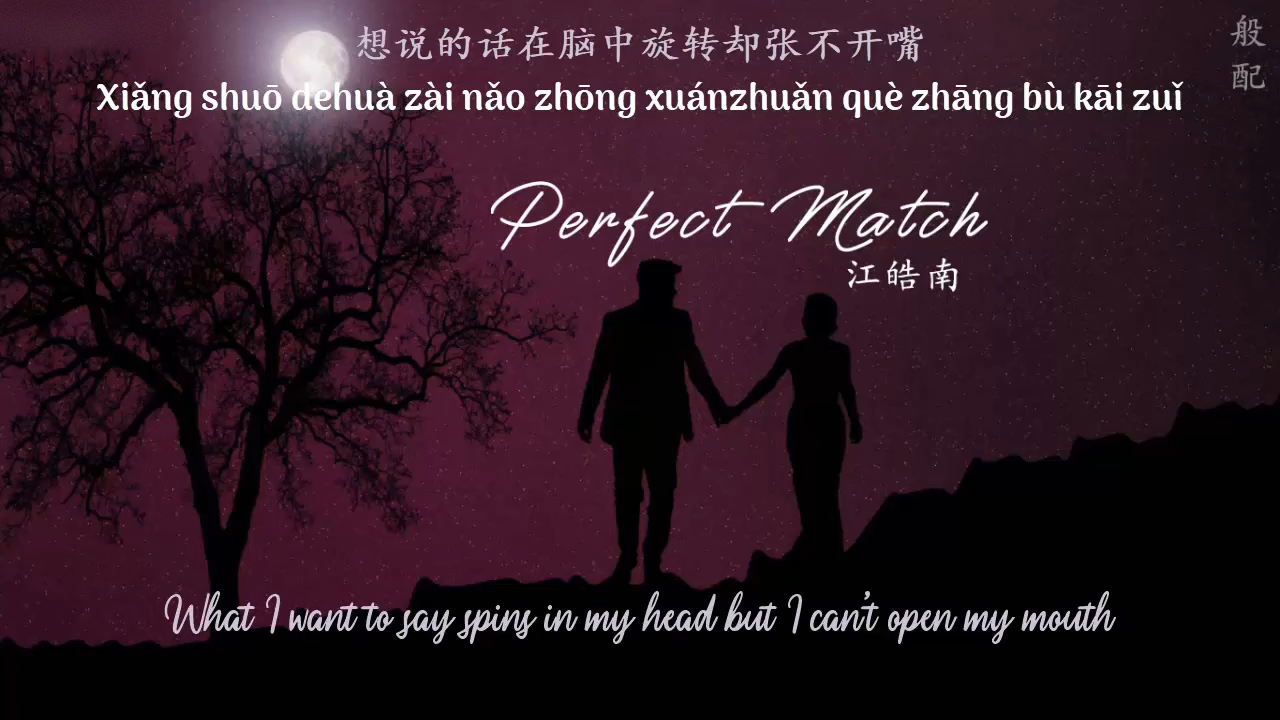 想说的话在脑中旋转却张不开嘴
Xiǎng shuō dehuà zài nǎo zhōng xuánzhuǎn què zhāng bù kāi zuǐ
般配
Perfect Match
江皓南
What I want to say spins in my head but I can't open my mouth